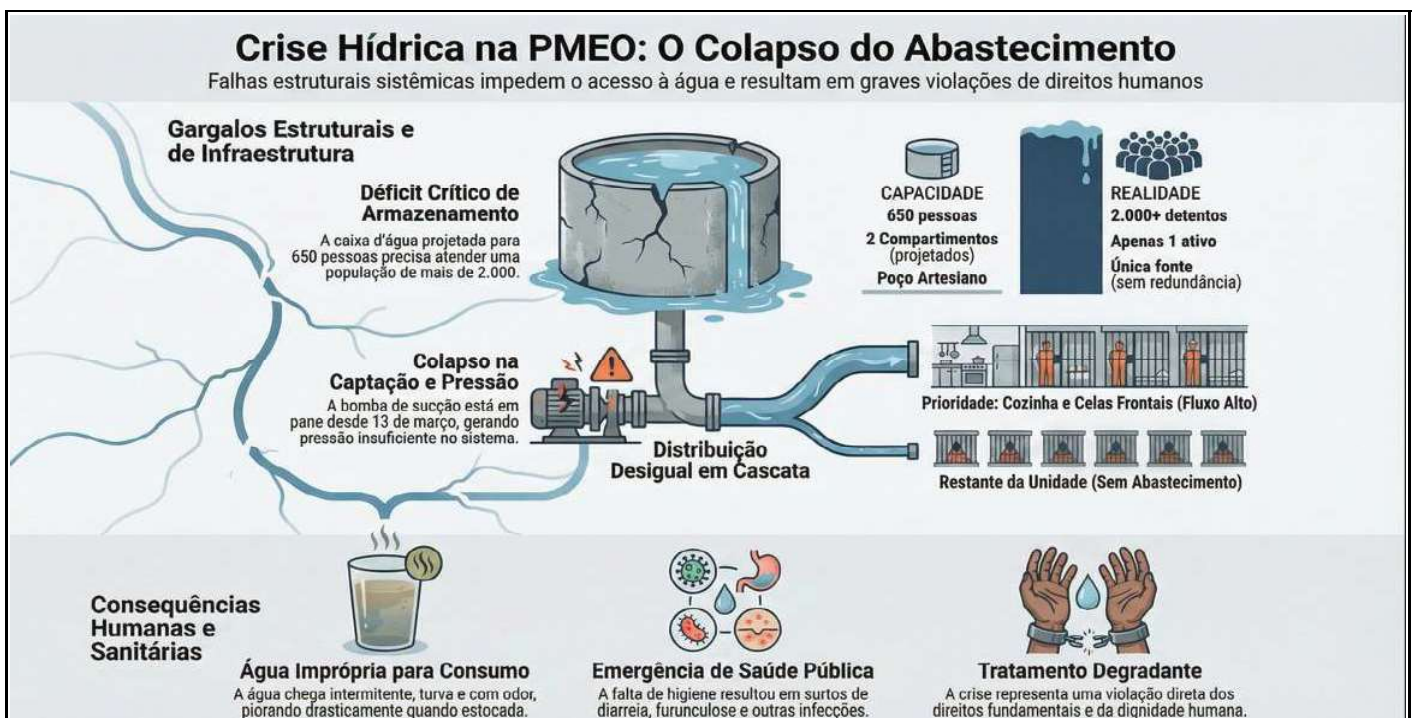 Crise Hídrica na PMEO: O Colapso do Abastecimento
Falhas estruturais sistêmicas impedem o acesso à água e resultam em graves violações de direitos humanos
Gargalos Estruturais e
de Infraestrutura
Déficit Crítico de
Armazenamento
A caixa d'água projetada para
650 pessoas precisa atender uma
população de mais de 2.000.
CAPACIDADE
650 pessoas
2 Compartimentos
(projetados)
Poço Artesiano
REALIDADE
2.000+ detentos
Apenas 1 ativo
Única fonte
(sem redundância)
Colapso na
Captação e Pressão
A bomba de sucção está em
pane desde 13 de março, gerando
pressão insuficiente no sistema.
Distribuição
Desigual em Cascata
Prioridade: Cozinha e Celas Frontais (Fluxo Alto)
Restante da Unidade (Sem Abastecimento)
Consequências
Humanas e
Sanitárias
Água Imprópria para Consumo
A água chega intermitente, turva e com odor,
piorando drasticamente quando estocada.
Emergência de Saúde Pública
A falta de higiene resultou em surtos de
diarreia, furunculose e outras infecções.
Tratamento Degradante
A crise representa uma violação direta dos
direitos fundamentais e da dignidade humana.